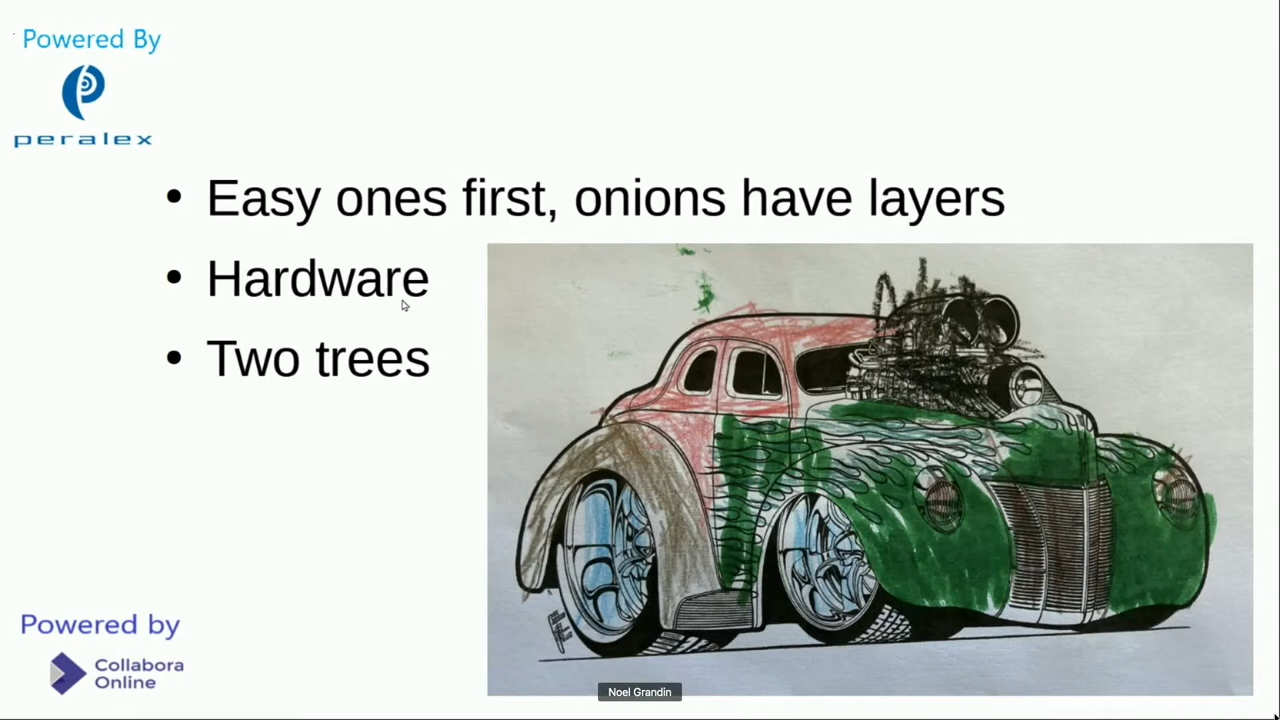 Powered By
peralex
• Easy ones first, onions have layers
• Hardware
• Two trees
Powered by
Collabora
Online
Noel Grandin